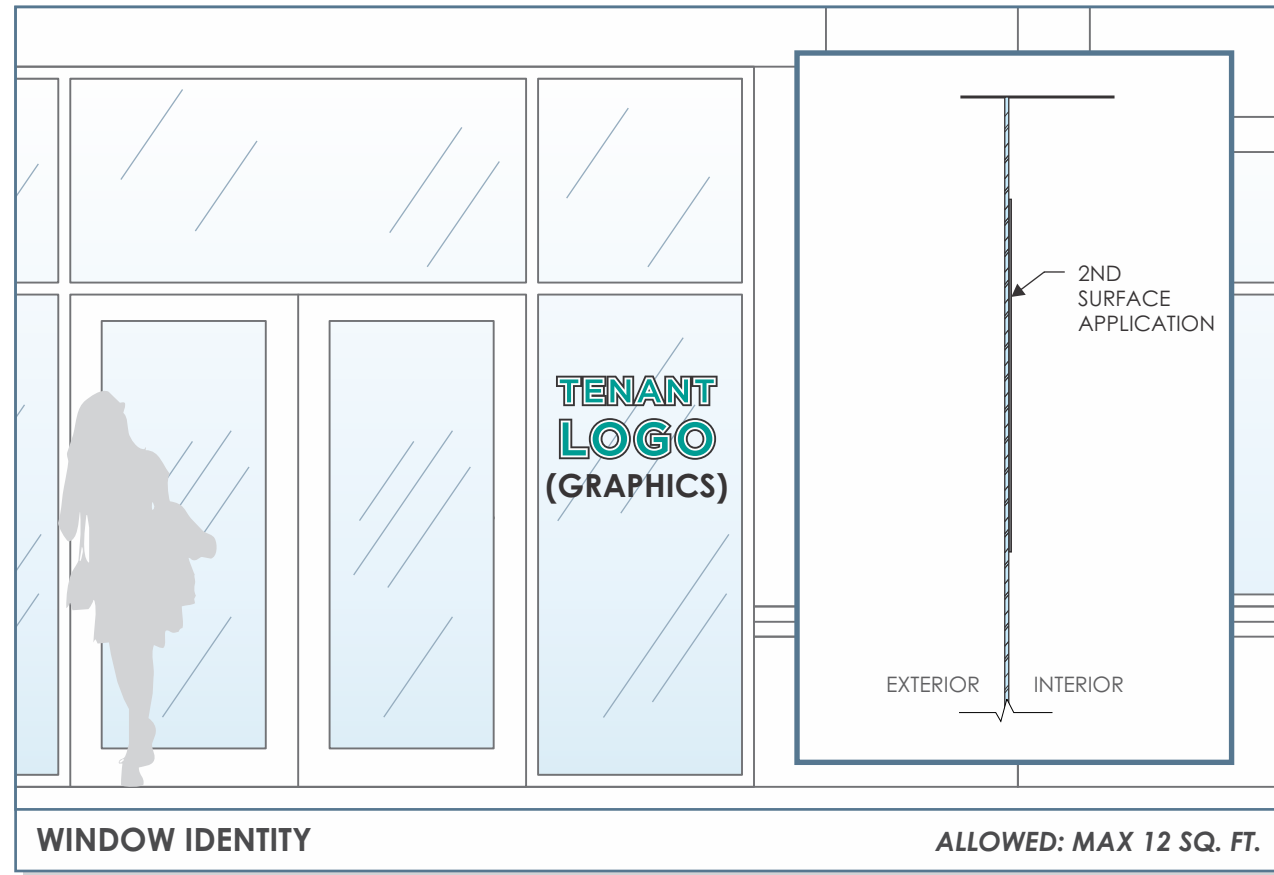 TENANT
LOGO
(GRAPHICS)
2ND
SURFACE
APPLICATION
EXTERIOR
INTERIOR
WINDOW IDENTITY
ALLOWED: MAX 12 SQ. FT.